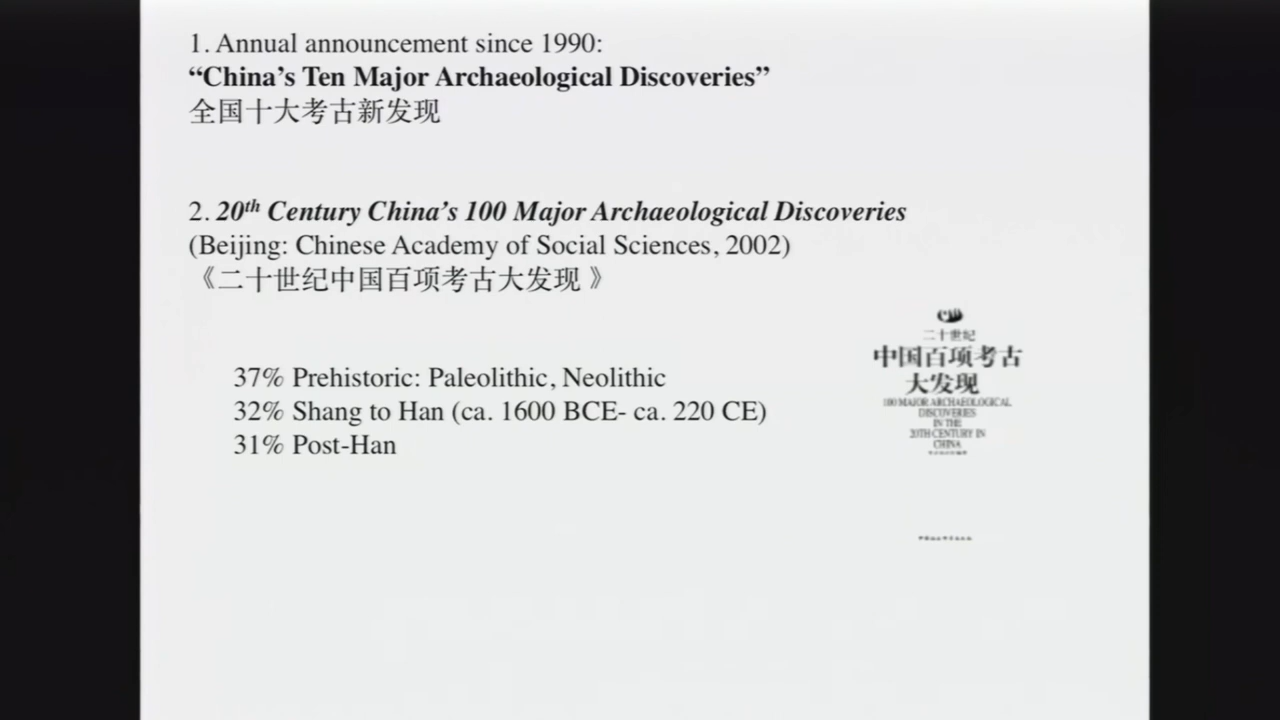 1. Annual announcement since 1990:
“China’s Ten Major Archaeological Discoveries”
全国十大考古新发现
2. 20th Century China’s 100 Major Archaeological Discoveries
(Beijing: Chinese Academy of Social Sciences, 2002)
《二十世纪中国百项考古大发现 》
37% Prehistoric: Paleolithic, Neolithic
32% Shang to Han (ca. 1600 BCE- ca. 220 CE)
31% Post-Han
二十世纪
中国百项考古
大发现
100 MAJOR ARCHAEOLOGICAL
DISCOVERIES
IN THE
20TH CENTURY IN
CHINA